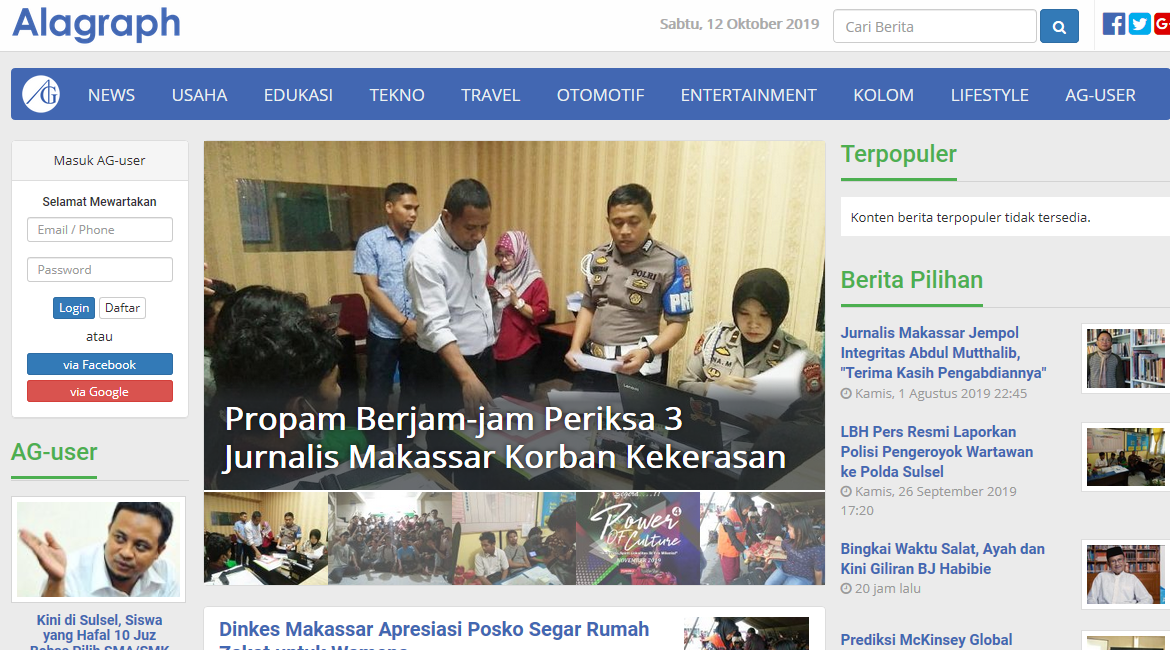 Alagraph
Sabtu, 12 Oktober 2019
Cari Berita
NEWS
USAHA
EDUKASI
TEKNO
TRAVEL
OTOMOTIF
ENTERTAINMENT
KOLOM
LIFESTYLE
AG-USER
Masuk AG-user
Selamat Mewartakan
Email / Phone
Password
Login Daftar
atau
via Facebook
via Google
AG-user
Kini di Sulsel, Siswa
yang Hafal 10 Juz
POLRI
Propam Berjam-jam Periksa 3
Jurnalis Makassar Korban Kekerasan
Power
Of Culture
Dinkes Makassar Apresiasi Posko Segar Rumah
Terpopuler
Konten berita terpopuler tidak tersedia.
Berita Pilihan
Jurnalis Makassar Jempol
Integritas Abdul Mutthalib,
"Terima Kasih Pengabdiannya"
Kamis, 1 Agustus 2019 22:45
LBH Pers Resmi Laporkan
Polisi Pengeroyok Wartawan
ke Polda Sulsel
Kamis, 26 September 2019
17:20
Bingkai Waktu Salat, Ayah dan
Kini Giliran BJ Habibie
20 jam lalu
Prediksi McKinsey Global